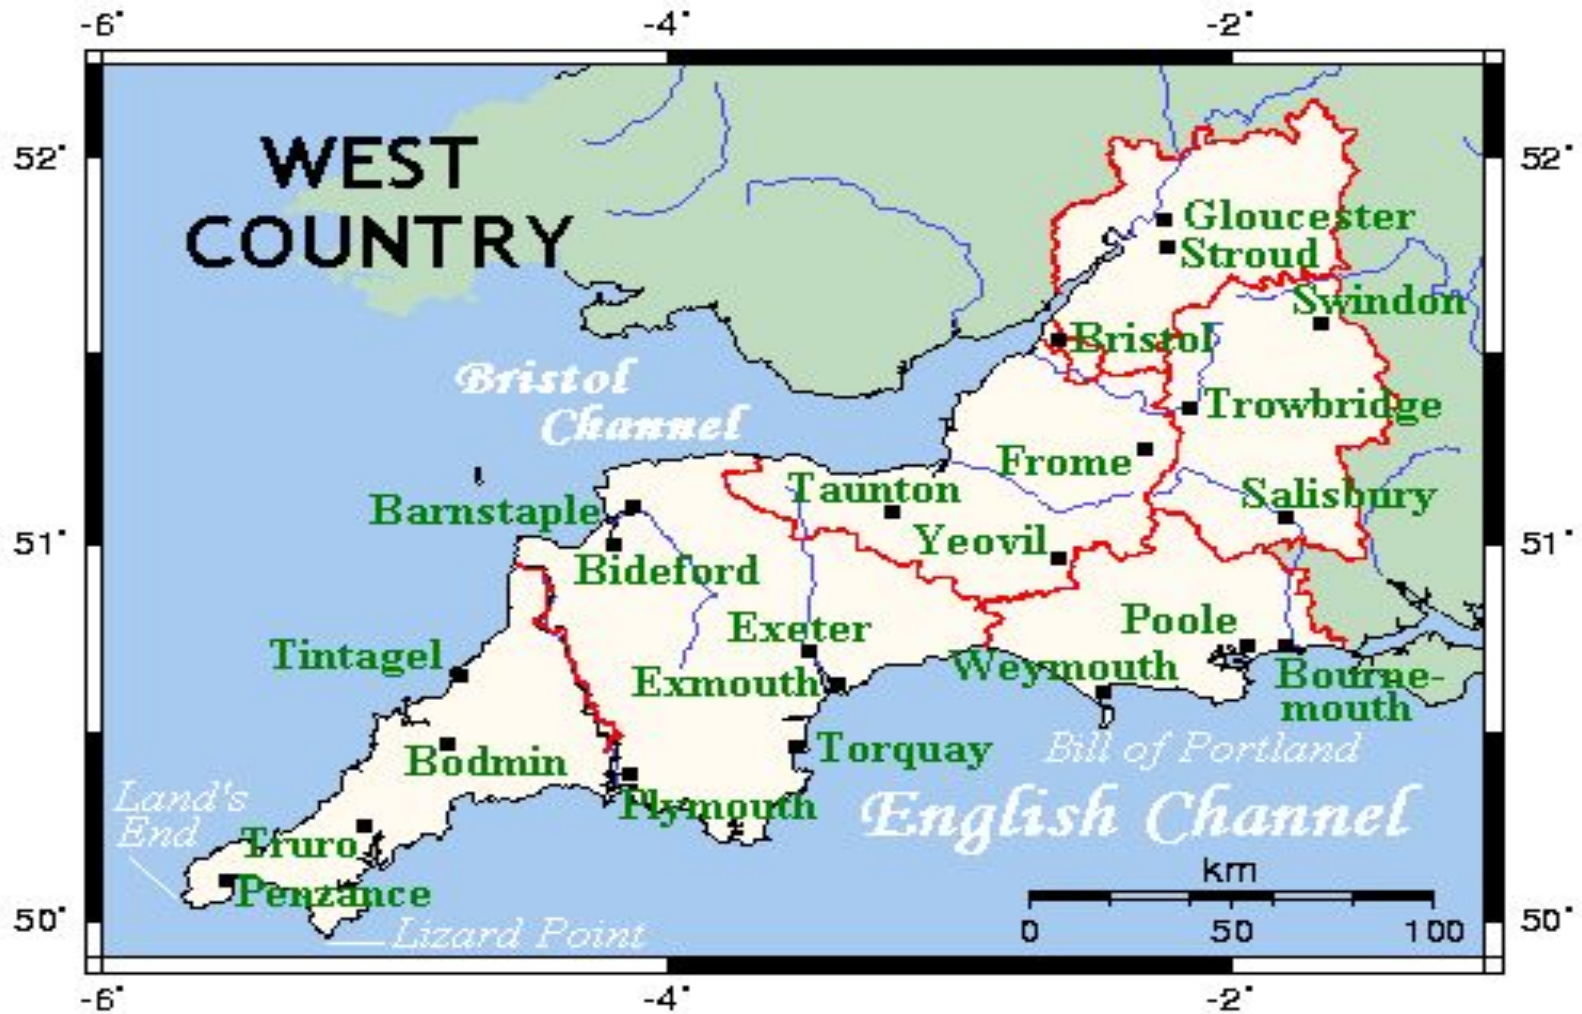 -6° -4° -2°
WEST
COUNTRY
52° 52°
Gloucester
Stroud
Swindon
Bristol
Bristol
Channel
Trowbridge
Frome
Taunton
Salisbury
Barnstaple
51° 51°
Yeovil
Bideford
Poole
Exeter
Tintagel
Weymouth
Exmouth
Bourne-
mouth
Torquay
Bill of Portland
Bodmin
Land's
End
Plymouth
English Channel
Truro
km
Penzance
50° 50°
Lizard Point
0 50 100
-6° -4° -2°